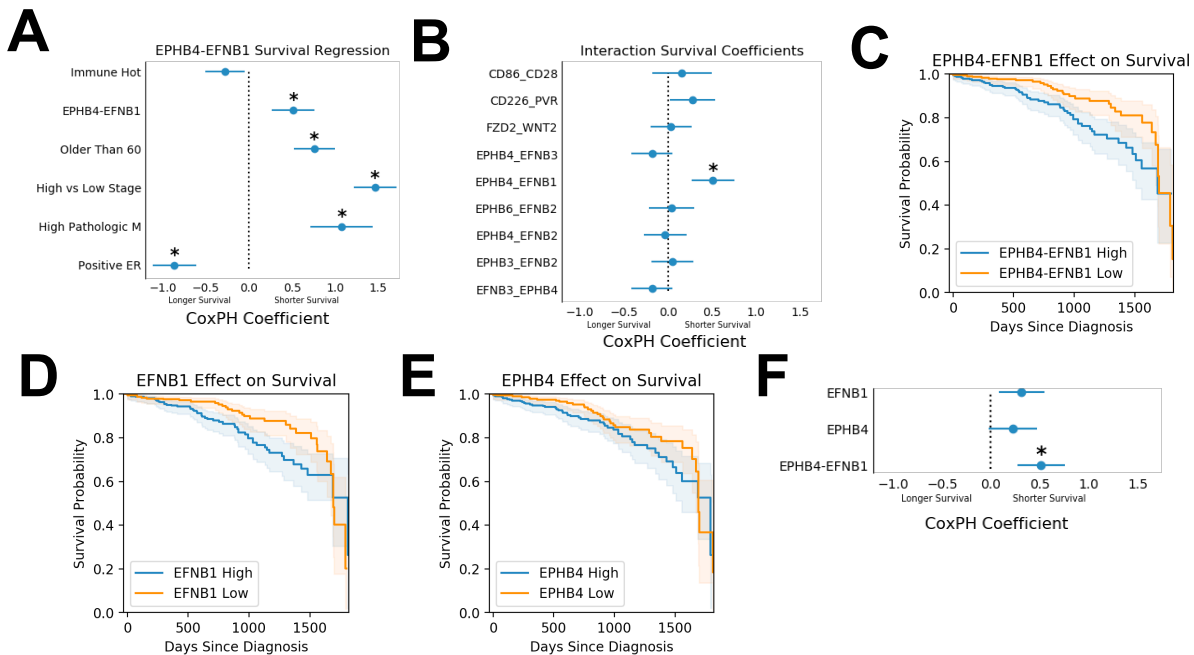 A
EPHB4-EFNB1 Survival Regression
Immune Hot
EPHB4-EFNB1
*
Older Than 60
*
High vs Low Stage
*
High Pathologic M
*
Positive ER
*
−1.0 −0.5 0.0 0.5 1.0 1.5
Longer Survival Shorter Survival
CoxPH Coefficient
B
Interaction Survival Coefficients
CD86_CD28
CD226_PVR
FZD2_WNT2
EPHB4_EFNB3
EPHB4_EFNB1
*
EPHB6_EFNB2
EPHB4_EFNB2
EPHB3_EFNB2
EFNB3_EPHB4
−1.0 −0.5 0.0 0.5 1.0 1.5
Longer Survival Shorter Survival
CoxPH Coefficient
C
EPHB4-EFNB1 Effect on Survival
Survival Probability
1.0
0.8
0.6
0.4
0.2
0.0
EPHB4-EFNB1 High
EPHB4-EFNB1 Low
0 500 1000 1500
Days Since Diagnosis
D
EFNB1 Effect on Survival
Survival Probability
1.0
0.8
0.6
0.4
0.2
0.0
EFNB1 High
EFNB1 Low
0 500 1000 1500
Days Since Diagnosis
E
EPHB4 Effect on Survival
Survival Probability
1.0
0.8
0.6
0.4
0.2
0.0
EPHB4 High
EPHB4 Low
0 500 1000 1500
Days Since Diagnosis
F
EFNB1
EPHB4
EPHB4-EFNB1
*
−1.0 −0.5 0.0 0.5 1.0 1.5
Longer Survival Shorter Survival
CoxPH Coefficient